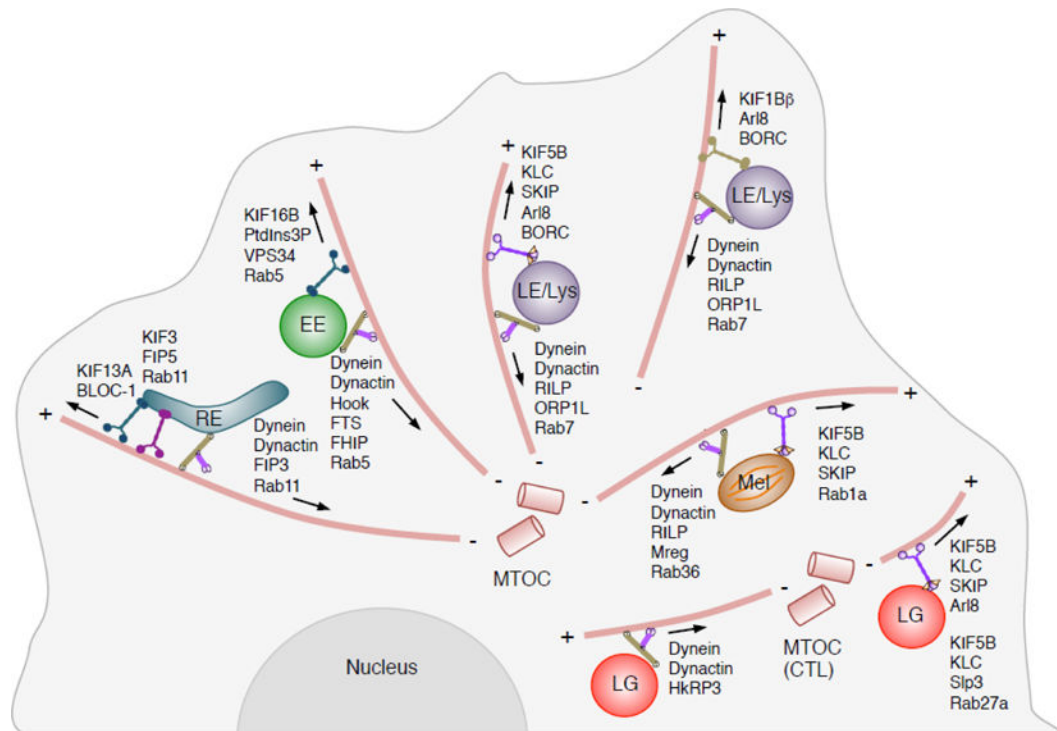 +
KIF1Bβ
Arl8
BORC
LE/Lys
Dynein
Dynactin
RILP
ORP1L
Rab7
-
+
KIF5B
KLC
SKIP
Arl8
BORC
LE/Lys
Dynein
Dynactin
RILP
ORP1L
Rab7
-
+
KIF16B
PtdIns3P
VPS34
Rab5
EE
Dynein
Dynactin
Hook
FTS
FHIP
Rab5
-
KIF3
FIP5
Rab11
KIF13A
BLOC-1
+
RE
Dynein
Dynactin
FIP3
Rab11
-
MTOC
-
+
KIF5B
KLC
SKIP
Rab1a
Mel
Dynein
Dynactin
RILP
Mreg
Rab36
+
-
KIF5B
KLC
SKIP
Arl8
LG
KIF5B
KLC
Slp3
Rab27a
-
MTOC
(CTL)
+
Dynein
Dynactin
HkRP3
LG
Nucleus